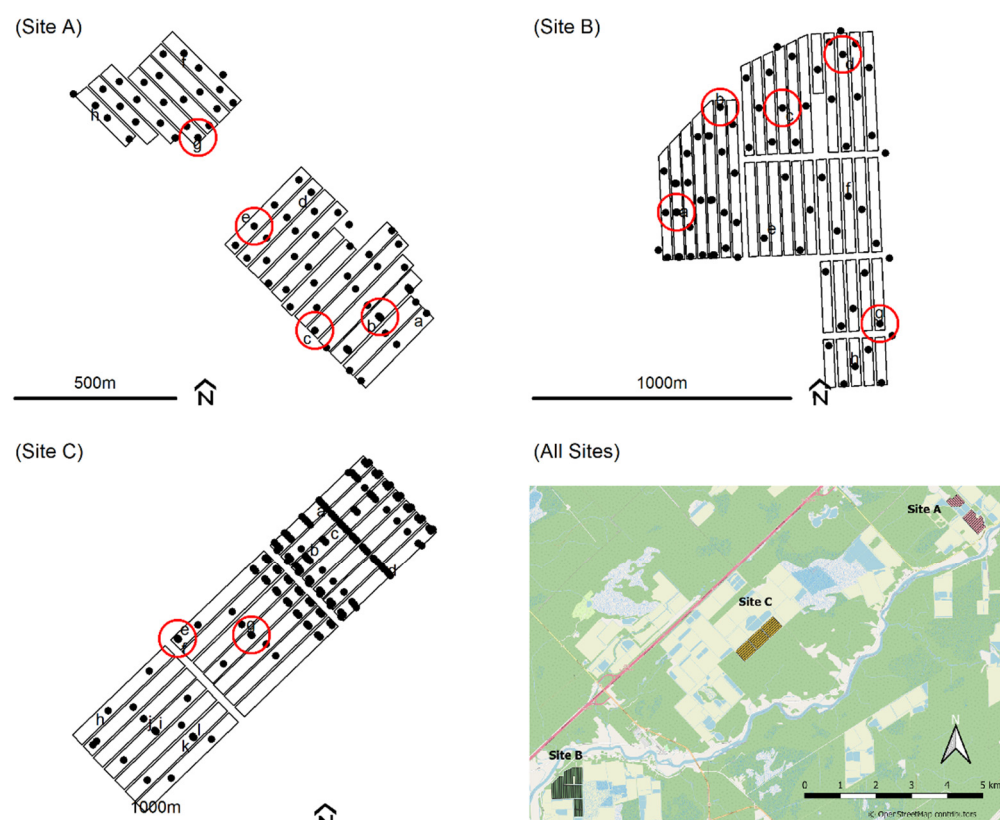 (Site A)
f
h
g
e
d
c
b
a
500m
N
(Site B)
b
d
c
a
f
e
g
h
1000m
N
(Site C)
a
c
b
d
e
f
g
h
j i
l
k
1000m
N
(All Sites)
Site A
Site C
Site B
N
0 1 2 3 4 5 km
© OpenStreetMap contributors